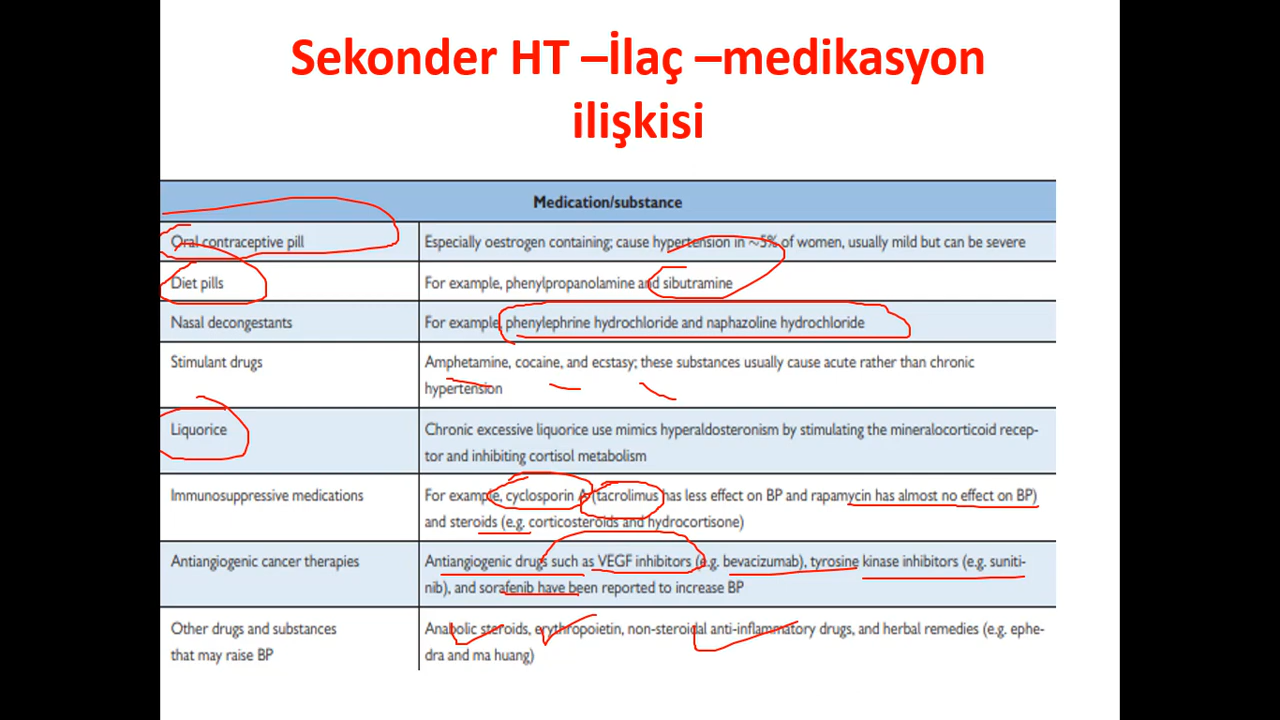 Sekonder HT –İlaç –medikasyon
ilişkisi
Medication/substance
Oral contraceptive pill
Especially oestrogen containing; cause hypertension in ~5% of women, usually mild but can be severe
Diet pills
For example, phenylpropanolamine and sibutramine
Nasal decongestants
For example, phenylephrine hydrochloride and naphazoline hydrochloride
Stimulant drugs
Amphetamine, cocaine, and ecstasy; these substances usually cause acute rather than chronic
hypertension
Liquorice
Chronic excessive liquorice use mimics hyperaldosteronism by stimulating the mineralocorticoid recep-
tor and inhibiting cortisol metabolism
Immunosuppressive medications
For example, cyclosporin A (tacrolimus has less effect on BP and rapamycin has almost no effect on BP)
and steroids (e.g. corticosteroids and hydrocortisone)
Antiangiogenic cancer therapies
Antiangiogenic drugs such as VEGF inhibitors (e.g. bevacizumab), tyrosine kinase inhibitors (e.g. suniti-
nib), and sorafenib have been reported to increase BP
Other drugs and substances
that may raise BP
Anabolic steroids, erythropoietin, non-steroidal anti-inflammatory drugs, and herbal remedies (e.g. ephe-
dra and ma huang)